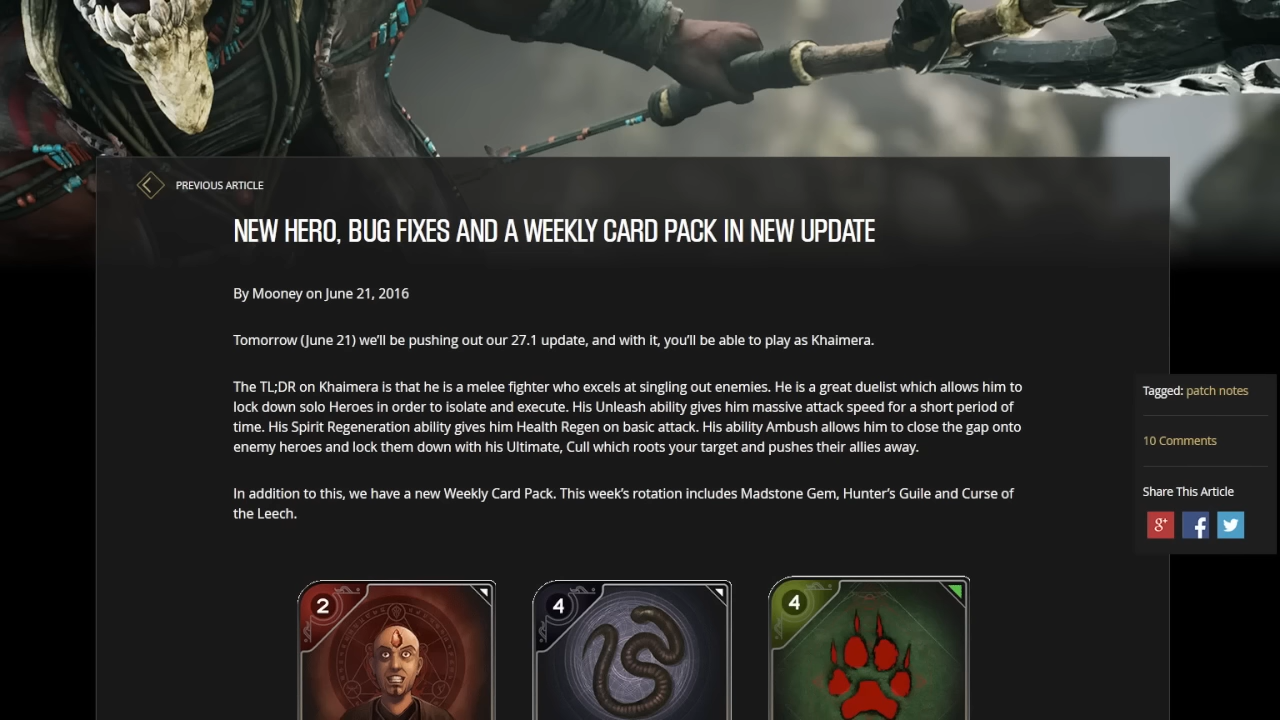 PREVIOUS ARTICLE
NEW HERO, BUG FIXES AND A WEEKLY CARD PACK IN NEW UPDATE
By Mooney on June 21, 2016
Tomorrow (June 21) we'll be pushing out our 27.1 update, and with it, you'll be able to play as Khaimera.
The TL;DR on Khaimera is that he is a melee fighter who excels at singling out enemies. He is a great duelist which allows him to
lock down solo Heroes in order to isolate and execute. His Unleash ability gives him massive attack speed for a short period of
time. His Spirit Regeneration ability gives him Health Regen on basic attack. His ability Ambush allows him to close the gap onto
enemy heroes and lock them down with his Ultimate, Cull which roots your target and pushes their allies away.
In addition to this, we have a new Weekly Card Pack. This week's rotation includes Madstone Gem, Hunter's Guile and Curse of
the Leech.
Tagged: patch notes
10 Comments
Share This Article
g+ f
2
4
4